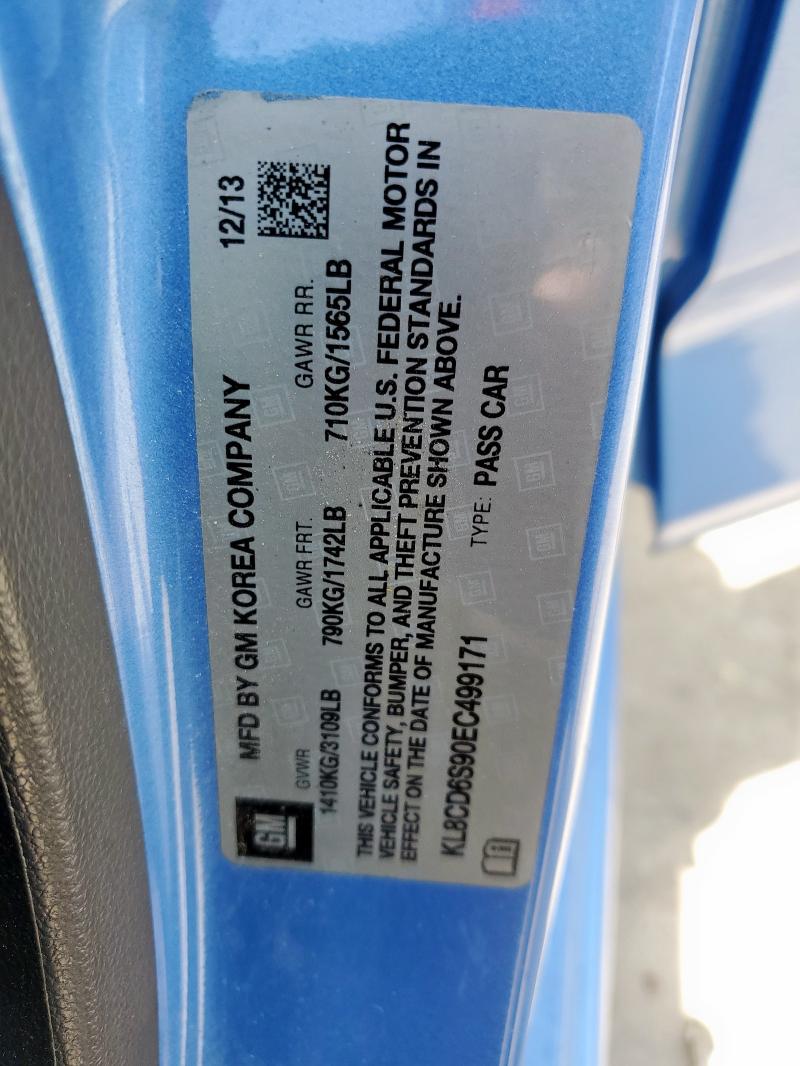 GM
MFD BY GM KOREA COMPANY
12/13
GVWR
GAWR FRT.
GAWR RR.
1410KG/3109LB
790KG/1742LB
710KG/1565LB
THIS VEHICLE CONFORMS TO ALL APPLICABLE U.S. FEDERAL MOTOR
VEHICLE SAFETY, BUMPER, AND THEFT PREVENTION STANDARDS IN
EFFECT ON THE DATE OF MANUFACTURE SHOWN ABOVE.
KL8CD6S90EC499171
TYPE: PASS CAR